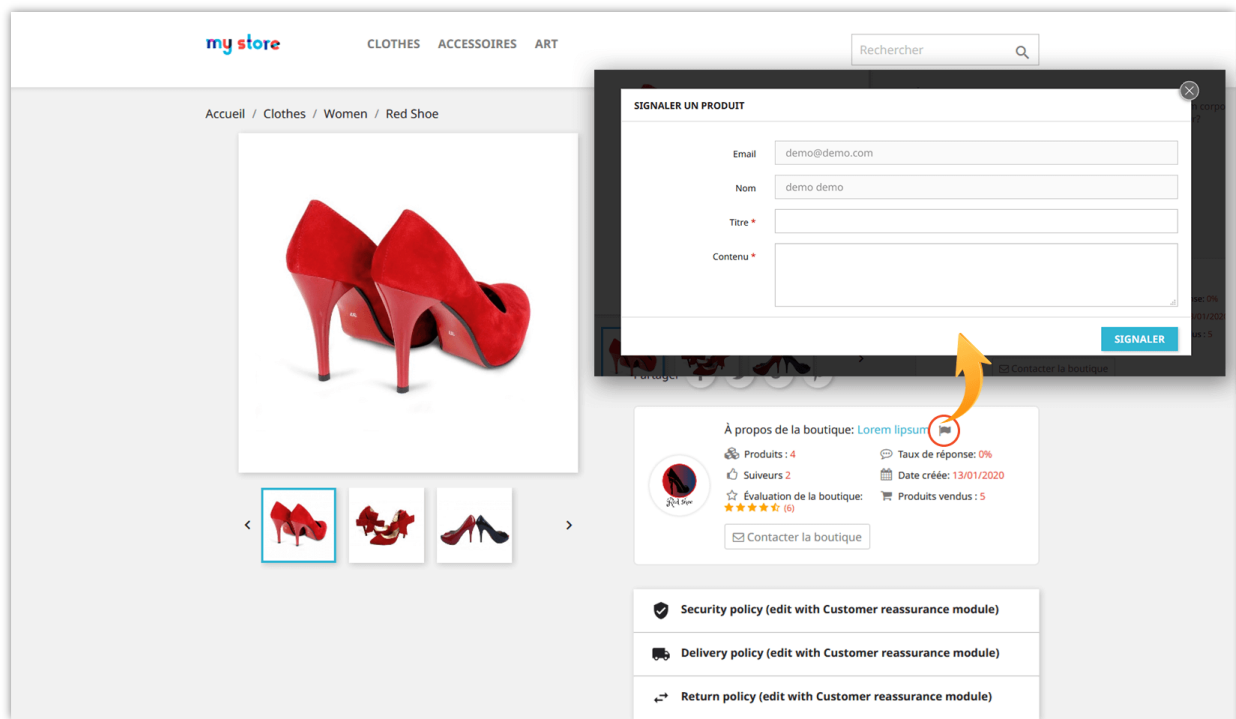 my store
CLOTHES ACCESSOIRES ART
Rechercher
Accueil / Clothes / Women / Red Shoe
SIGNALER UN PRODUIT
Email demo@demo.com
Nom demo demo
Titre *
Contenu *
SIGNALER
Contacter la boutique
Partager
À propos de la boutique: Lorem lipsum
Produits : 4 Taux de réponse: 0%
Suiveurs 2 Date créée: 13/01/2020
Évaluation de la boutique: Produits vendus : 5
(6)
Red Shoe
Contacter la boutique
Security policy (edit with Customer reassurance module)
Delivery policy (edit with Customer reassurance module)
Return policy (edit with Customer reassurance module)